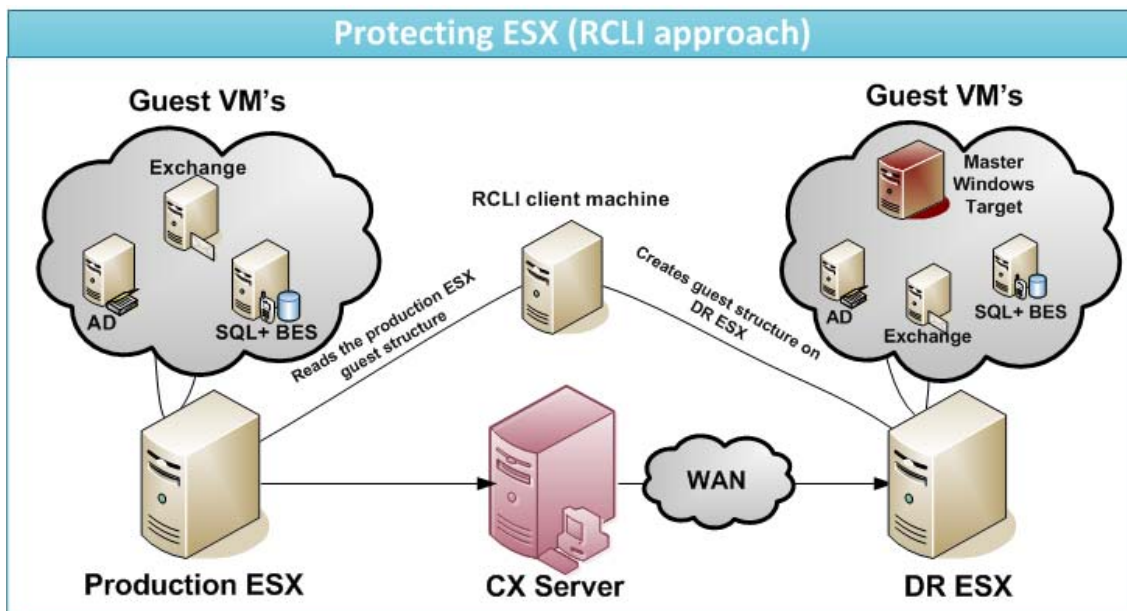 Protecting ESX (RCLI approach)
Guest VM's
Exchange
AD
SQL+ BES
RCLI client machine
Reads the production ESX
guest structure
Creates guest structure on
DR ESX
Guest VM's
Master
Windows
Target
AD
Exchange
SQL+ BES
Production ESX
CX Server
WAN
DR ESX